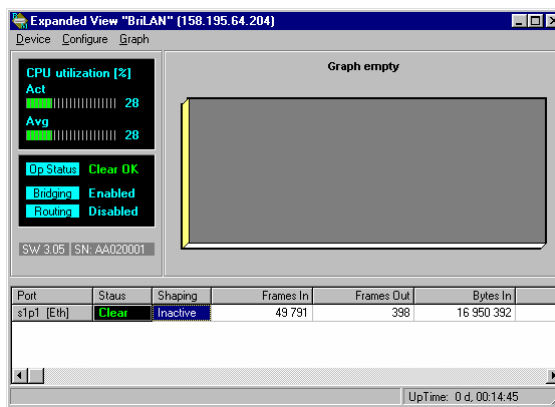 Expanded View "BriLAN" (158.195.64.204)
Device Configure Graph
CPU utilization [%]
Act
28
Avg
28
Op Status Clear OK
Bridging Enabled
Routing Disabled
SW 3.05 SN: AA020001
Graph empty
Port Staus Shaping Frames In Frames Out Bytes In
s1p1 [Eth] Clear Inactive 49 791 398 16 950 392
UpTime: 0 d, 00:14:45